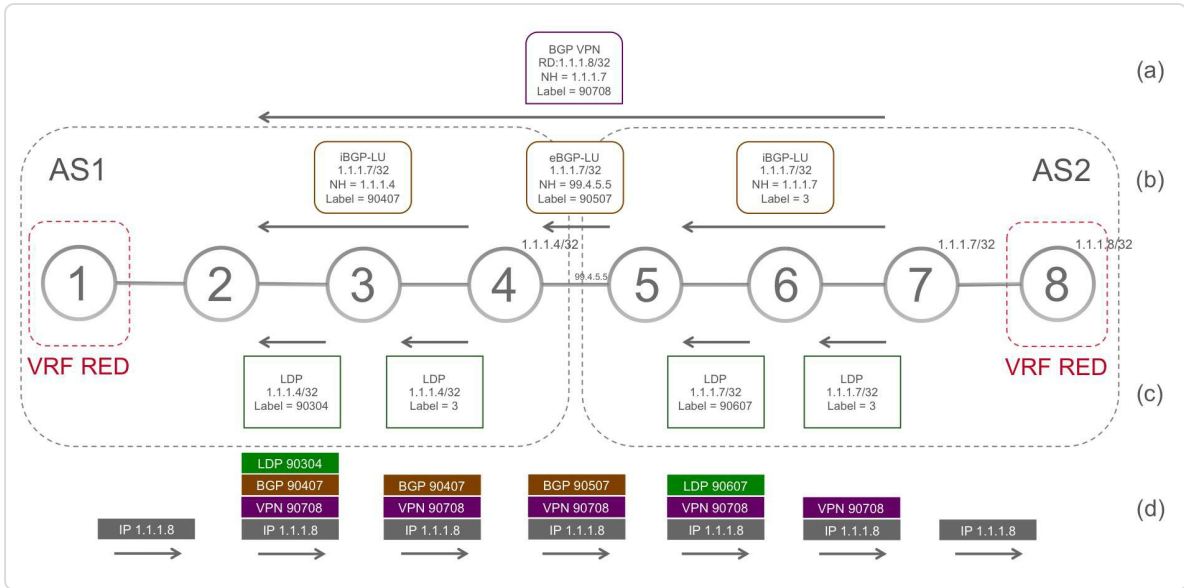 BGP VPN
RD:1.1.1.8/32
NH = 1.1.1.7
Label = 90708
(a)
AS1
iBGP-LU
1.1.1.7/32
NH = 1.1.1.4
Label = 90407
eBGP-LU
1.1.1.7/32
NH = 99.4.5.5
Label = 90507
iBGP-LU
1.1.1.7/32
NH = 1.1.1.7
Label = 3
AS2
(b)
1.1.1.4/32
1.1.1.7/32
1.1.1.8/32
1
2
3
4
99.4.5.5
5
6
7
8
VRF RED
VRF RED
LDP
1.1.1.4/32
Label = 90304
LDP
1.1.1.4/32
Label = 3
LDP
1.1.1.7/32
Label = 90607
LDP
1.1.1.7/32
Label = 3
(c)
IP 1.1.1.8
LDP 90304
BGP 90407
VPN 90708
IP 1.1.1.8
BGP 90407
VPN 90708
IP 1.1.1.8
BGP 90507
VPN 90708
IP 1.1.1.8
LDP 90607
VPN 90708
IP 1.1.1.8
VPN 90708
IP 1.1.1.8
IP 1.1.1.8
(d)